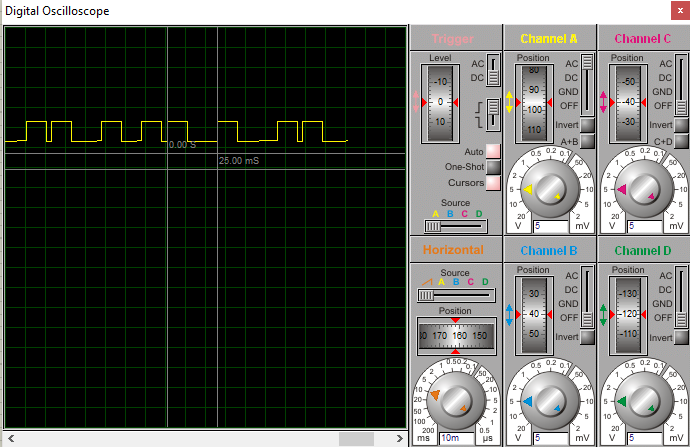 Digital Oscilloscope
0.00 S
25.00 mS
Trigger
Level
AC
DC
-10
0
10
Auto
One-Shot
Cursors
Source
A B C D
Channel A
Position
80
90
100
110
AC
DC
GND
OFF
Invert
A+B
20
10
5
2
1
0.5
0.2
0.1
50
20
10
5
2
V
5
mV
Channel C
Position
-50
-40
-30
AC
DC
GND
OFF
Invert
C+D
20
10
5
2
1
0.5
0.2
0.1
50
20
10
5
2
V
5
mV
Horizontal
Source
A B C D
Position
80 170 160 150
200
100
50
20
10
5
2
1
0.5
0.2
0.1
50
20
10
5
2
1
0.5
ms
10m
µs
Channel B
Position
30
40
50
AC
DC
GND
OFF
Invert
20
10
5
2
1
0.5
0.2
0.1
50
20
10
5
2
V
5
mV
Channel D
Position
-130
-120
-110
AC
DC
GND
OFF
Invert
20
10
5
2
1
0.5
0.2
0.1
50
20
10
5
2
V
5
mV